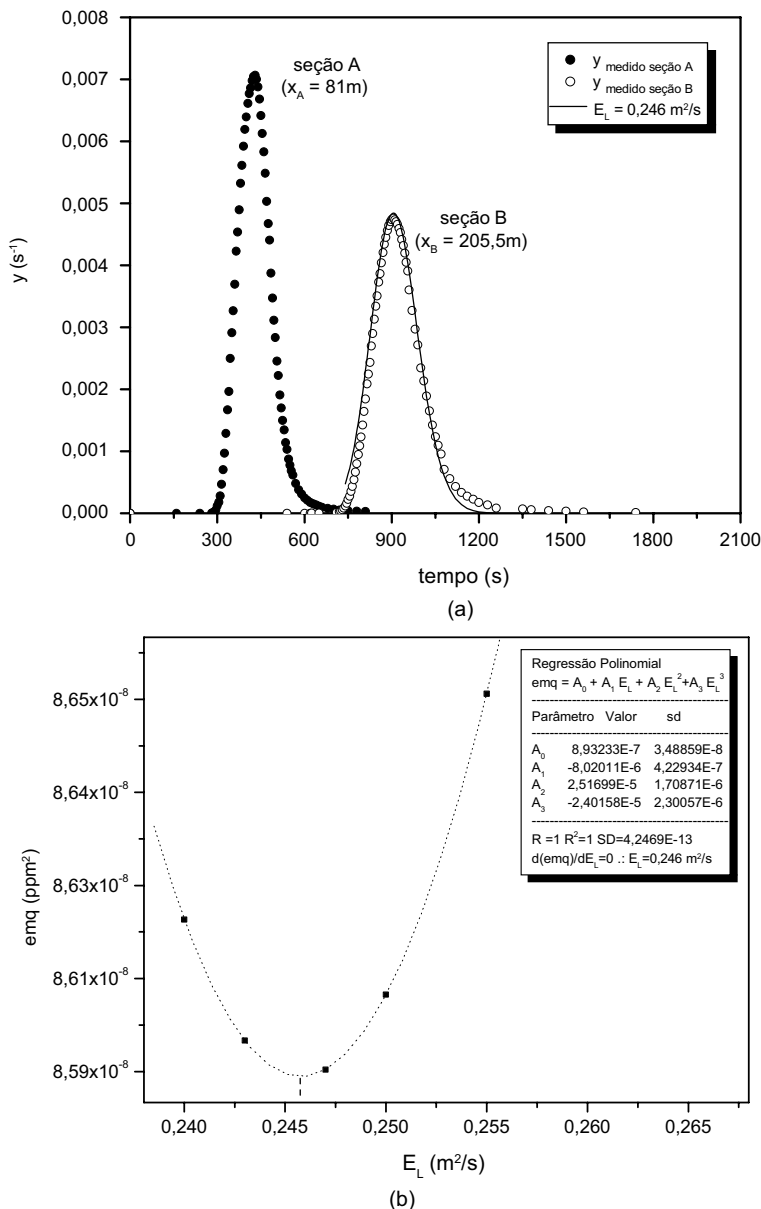 0,008
0,007
0,006
0,005
0,004
0,003
0,002
0,001
0,000
y (s⁻¹)
seção A
(x_A = 81m)
seção B
(x_B = 205,5m)
y medido seção A
y medido seção B
E_L = 0,246 m²/s
0 300 600 900 1200 1500 1800 2100
tempo (s)
(a)
8,65x10⁻⁸
8,64x10⁻⁸
8,63x10⁻⁸
8,61x10⁻⁸
8,59x10⁻⁸
emq (ppm²)
Regressão Polinomial
emq = A₀ + A₁ E_L + A₂ E_L²+A₃ E_L³
Parâmetro Valor sd
A₀ 8,93233E-7 3,48859E-8
A₁ -8,02011E-6 4,22934E-7
A₂ 2,51699E-5 1,70871E-6
A₃ -2,40158E-5 2,30057E-6
R =1 R²=1 SD=4,2469E-13
d(emq)/dE_L=0 .: E_L=0,246 m²/s
0,240 0,245 0,250 0,255 0,260 0,265
E_L (m²/s)
(b)